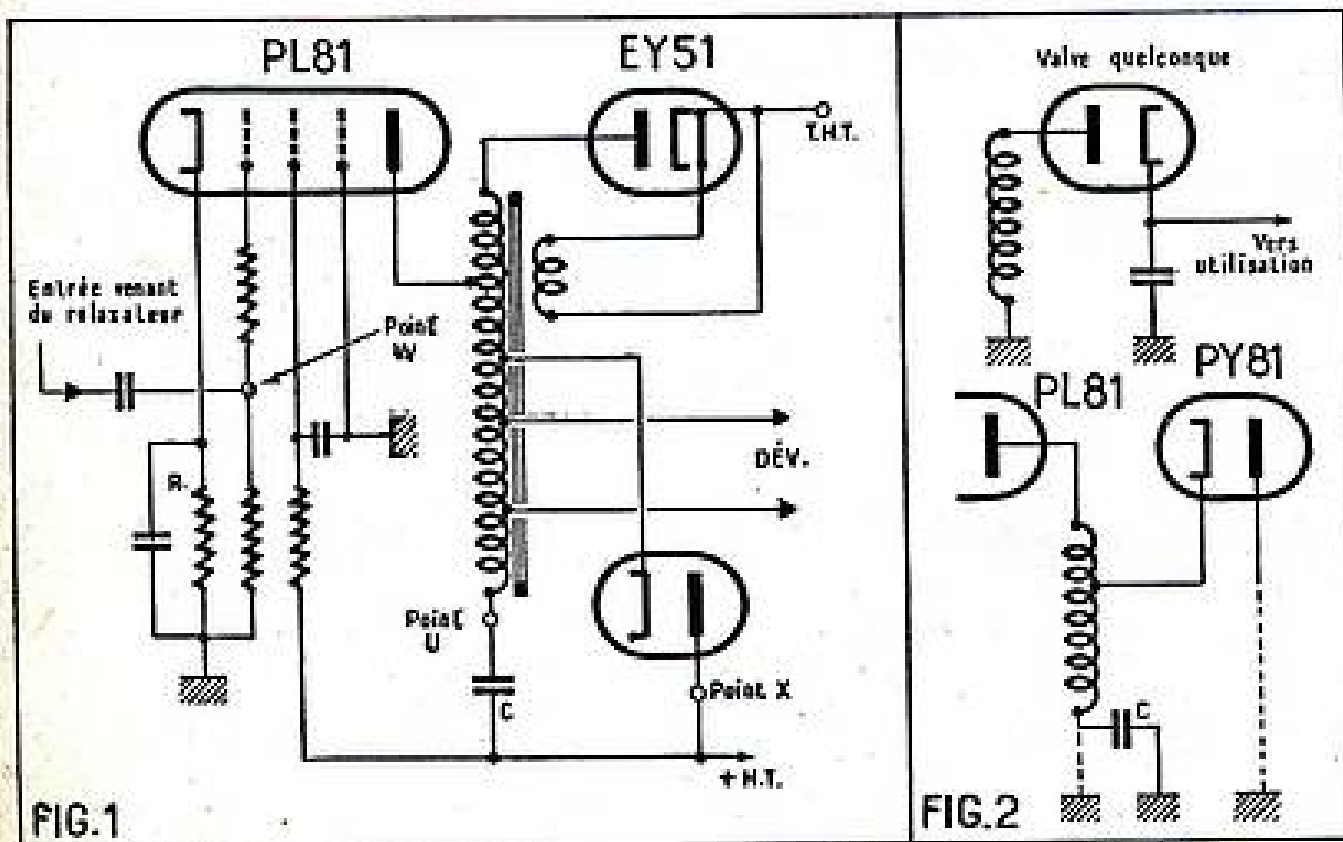 PL81
EY51
T.H.T.
Entrée venant
du relaxateur
Point
W
R.
DÉV.
Point
U
C
Point X
+ H.T.
FIG.1
Valve quelconque
Vers
utilisation
PL81
PY81
C
FIG.2